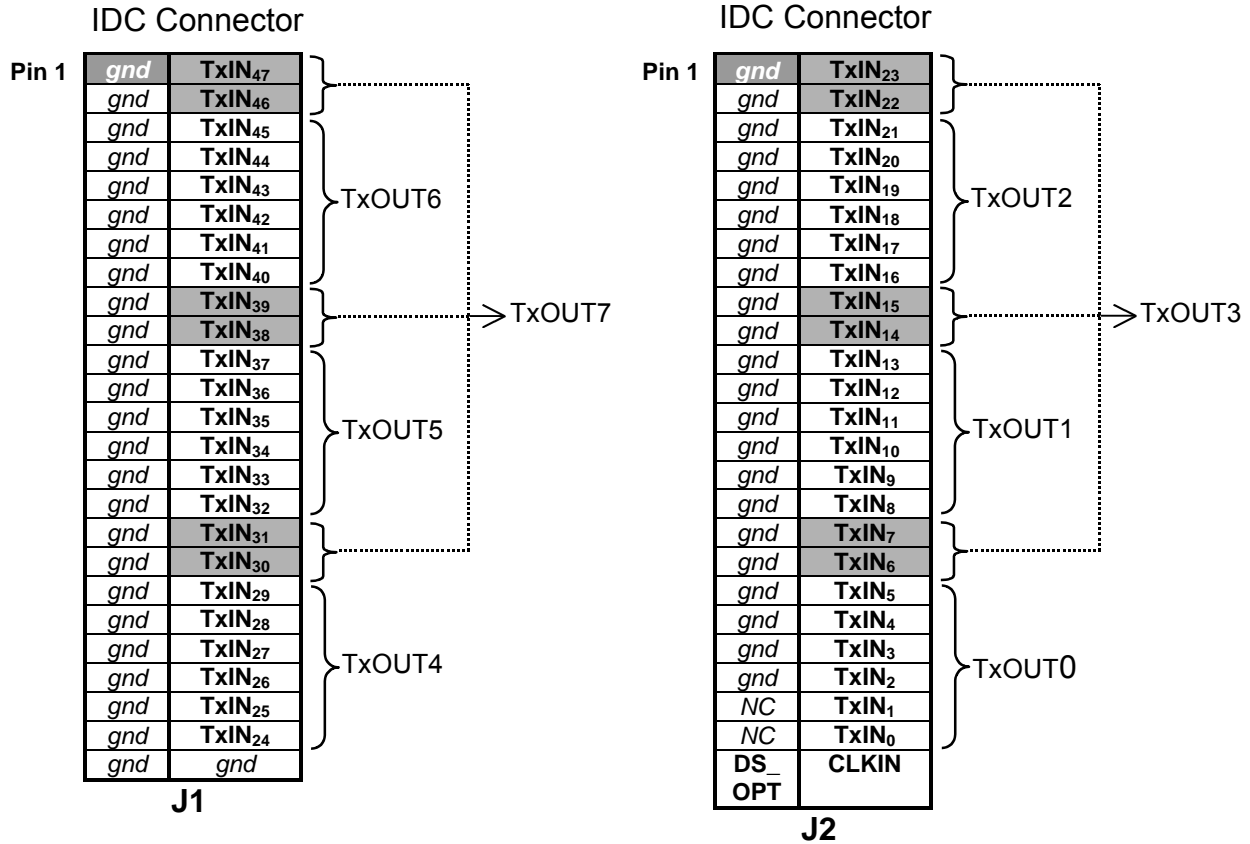 IDC Connector
Pin 1 gnd TxIN47
gnd TxIN46
gnd TxIN45
gnd TxIN44
gnd TxIN43
gnd TxIN42
gnd TxIN41
gnd TxIN40
gnd TxIN39
gnd TxIN38
gnd TxIN37
gnd TxIN36
gnd TxIN35
gnd TxIN34
gnd TxIN33
gnd TxIN32
gnd TxIN31
gnd TxIN30
gnd TxIN29
gnd TxIN28
gnd TxIN27
gnd TxIN26
gnd TxIN25
gnd TxIN24
gnd gnd
TxOUT6
TxOUT7
TxOUT5
TxOUT4
J1
IDC Connector
Pin 1 gnd TxIN23
gnd TxIN22
gnd TxIN21
gnd TxIN20
gnd TxIN19
gnd TxIN18
gnd TxIN17
gnd TxIN16
gnd TxIN15
gnd TxIN14
gnd TxIN13
gnd TxIN12
gnd TxIN11
gnd TxIN10
gnd TxIN9
gnd TxIN8
gnd TxIN7
gnd TxIN6
gnd TxIN5
gnd TxIN4
gnd TxIN3
gnd TxIN2
NC TxIN1
NC TxIN0
DS_ CLKIN
OPT
TxOUT2
TxOUT3
TxOUT1
TxOUT0
J2